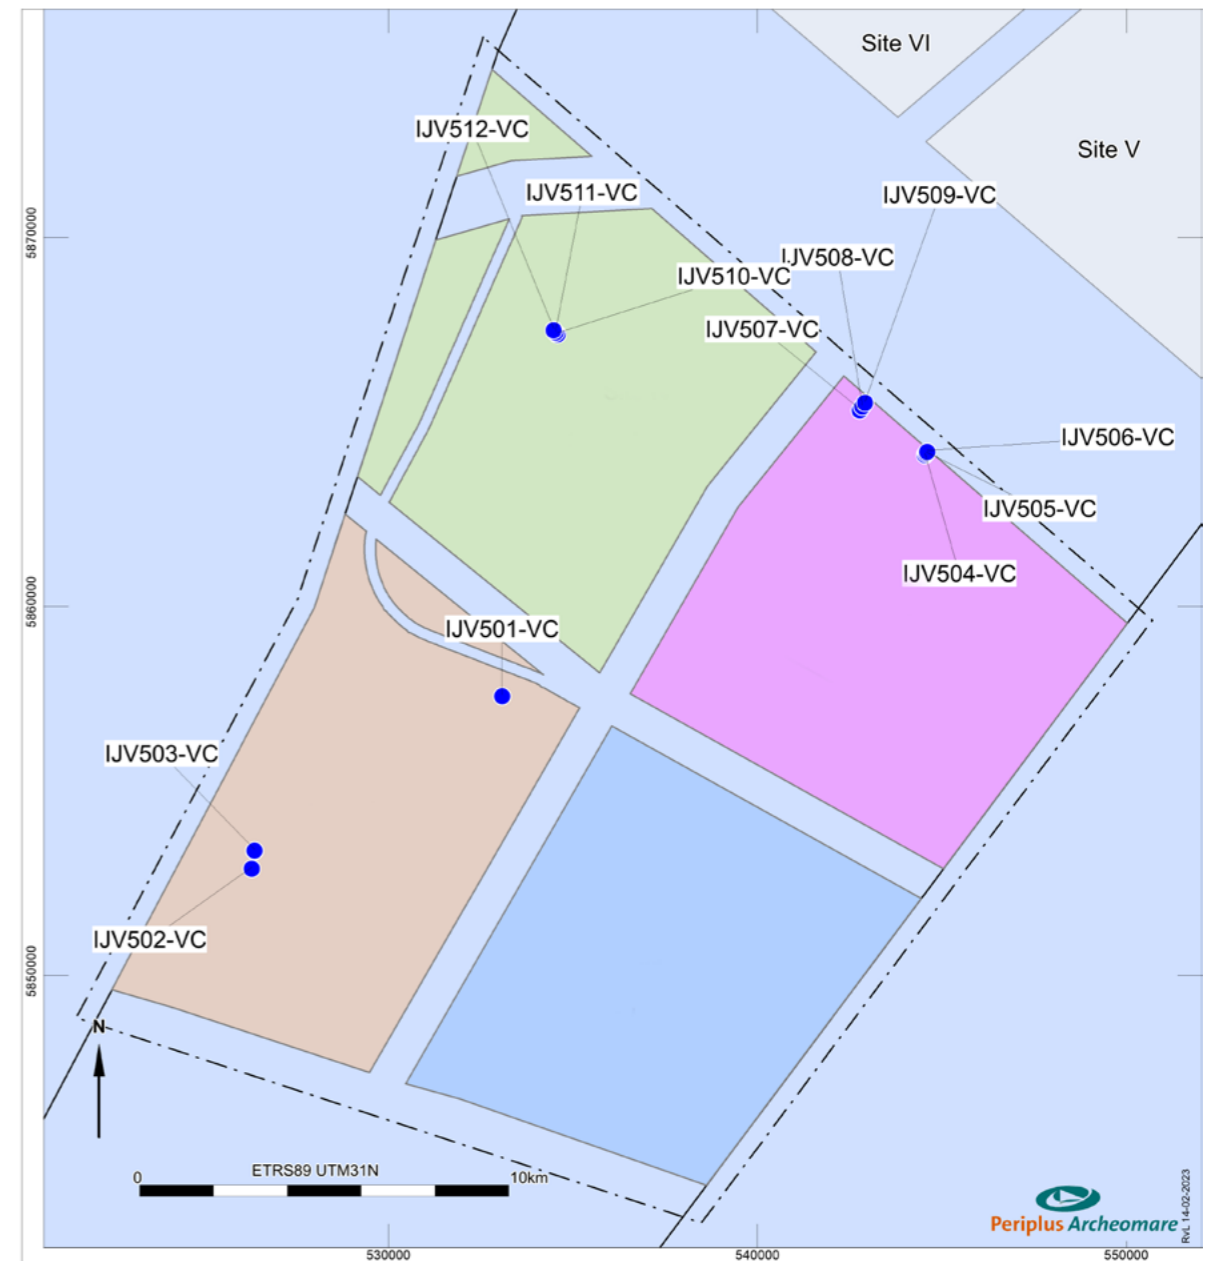 Site VI
IJV512-VC
Site V
IJV511-VC
IJV509-VC
5870000
IJV508-VC
IJV510-VC
IJV507-VC
IJV506-VC
IJV505-VC
IJV504-VC
5860000
IJV501-VC
IJV503-VC
IJV502-VC
5850000
N
ETRS89 UTM31N
0
10km
Periplus Archeomare
RvL 14-02-2023
530000
540000
550000